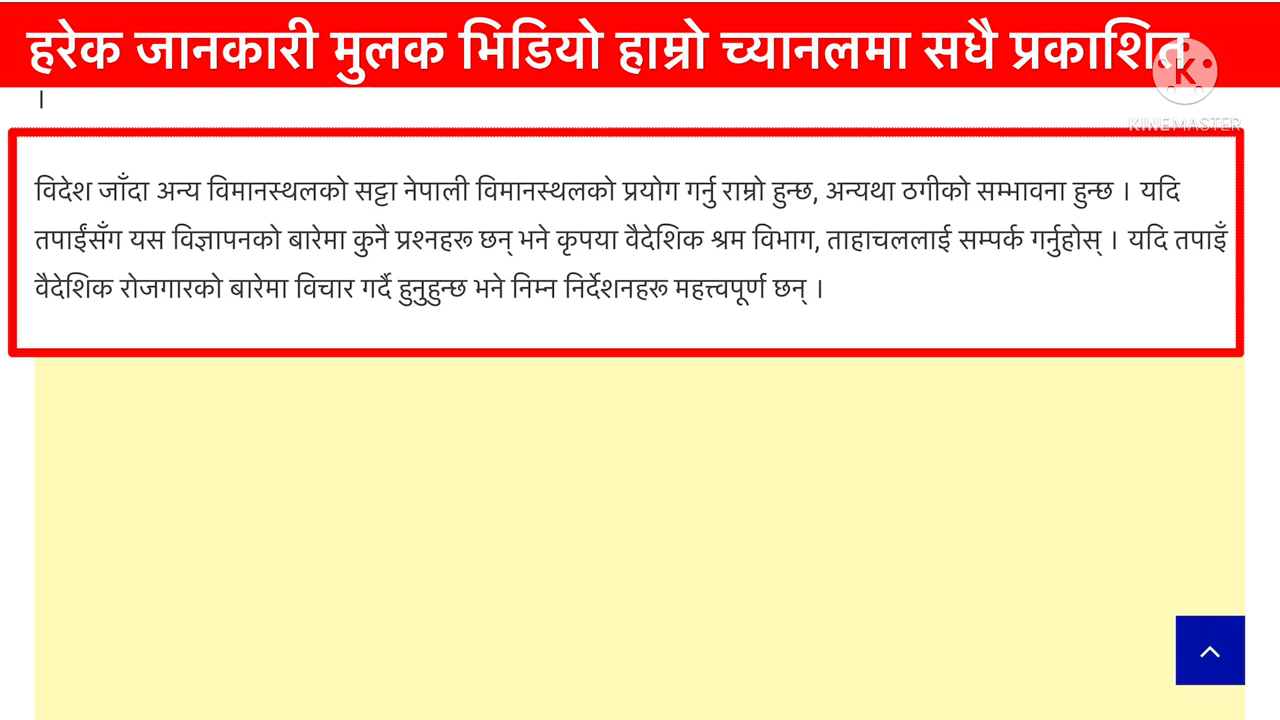 हरेक जानकारी मुलक भिडियो हाम्रो च्यानलमा सधै प्रकाशित
K
KINEMASTER
।
विदेश जाँदा अन्य विमानस्थलको सट्टा नेपाली विमानस्थलको प्रयोग गर्नु राम्रो हुन्छ, अन्यथा ठगीको सम्भावना हुन्छ । यदि
तपाईंसँग यस विज्ञापनको बारेमा कुनै प्रश्नहरू छन् भने कृपया वैदेशिक श्रम विभाग, ताहाचललाई सम्पर्क गर्नुहोस् । यदि तपाइँ
वैदेशिक रोजगारको बारेमा विचार गर्दै हुनुहुन्छ भने निम्न निर्देशनहरू महत्त्वपूर्ण छन् ।